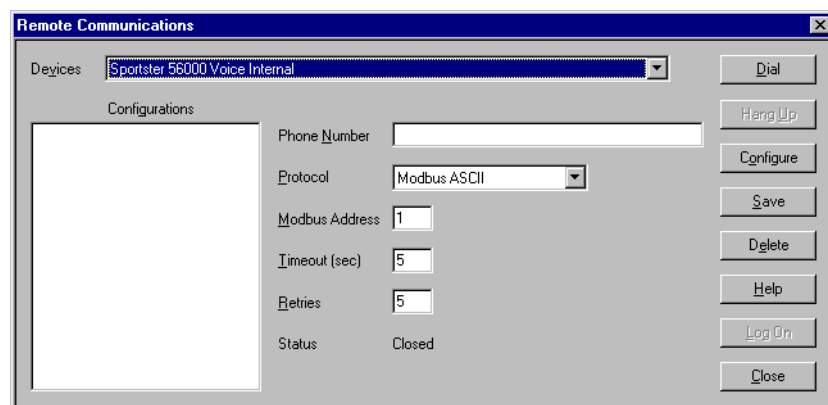 Remote Communications
Devices Sportster 56000 Voice Internal Dial
Configurations
Hang Up
Phone Number
Configure
Protocol Modbus ASCII
Save
Modbus Address 1
Delete
Timeout (sec) 5
Help
Retries 5
Log On
Status Closed
Close